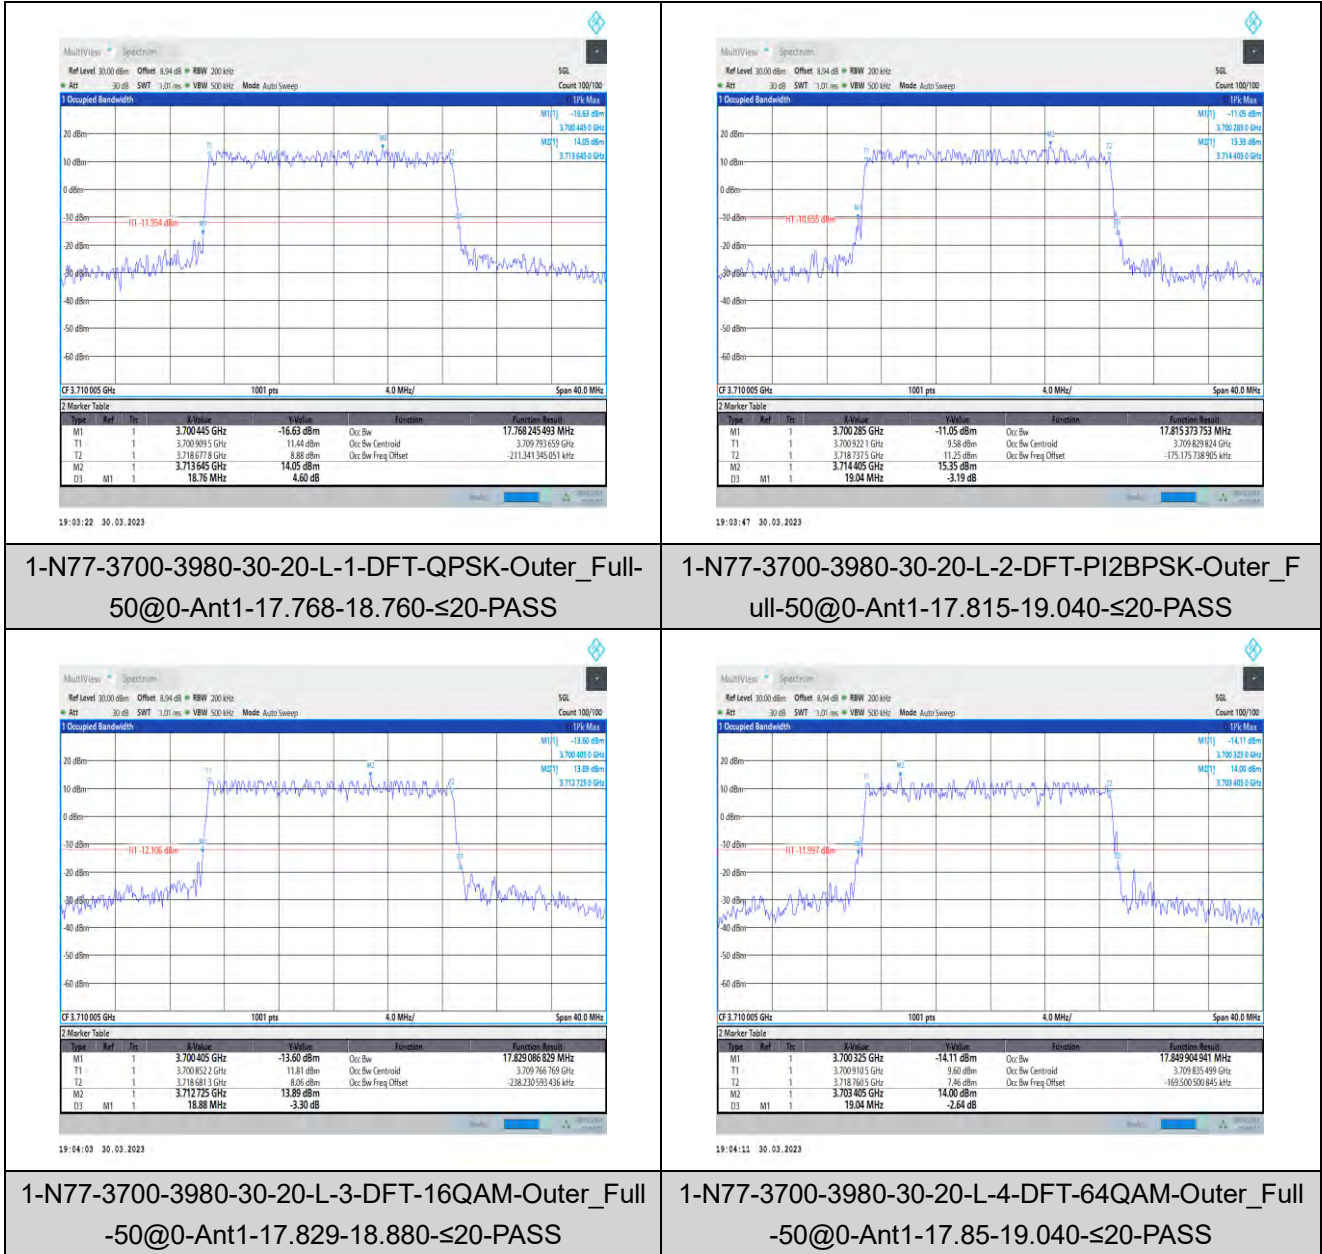 MultiView Spectrum
Ref Level 30.00 dBm Offset 8.94 dB RBW 200 kHz SGL
Att 30 dB SWT 1.01 ms VBW 500 kHz Mode Auto Sweep Count 100/100
1 Occupied Bandwidth 1Pk Max
M1[1] -16.63 dBm
3.700 445 0 GHz
M2[1] 14.05 dBm
3.713 645 0 GHz
20 dBm
10 dBm
0 dBm
-10 dBm
H1 -11.954 dBm
-20 dBm
-30 dBm
-40 dBm
-50 dBm
-60 dBm
CF 3.710 005 GHz 1001 pts 4.0 MHz/ Span 40.0 MHz
2 Marker Table
Type Ref Trc X-Value Y-Value Function Function Result
M1 1 3.700 445 GHz -16.63 dBm Occ Bw 17.768 245 493 MHz
T1 1 3.700 909 5 GHz 11.44 dBm Occ Bw Centroid 3.709 793 659 GHz
T2 1 3.718 677 8 GHz 8.88 dBm Occ Bw Freq Offset -211.341 345 051 kHz
M2 1 3.713 645 GHz 14.05 dBm
D3 M1 1 18.76 MHz 4.60 dB
19:03:22 30.03.2023
1-N77-3700-3980-30-20-L-1-DFT-QPSK-Outer_Full-
50@0-Ant1-17.768-18.760-≤20-PASS
MultiView Spectrum
Ref Level 30.00 dBm Offset 8.94 dB RBW 200 kHz SGL
Att 30 dB SWT 1.01 ms VBW 500 kHz Mode Auto Sweep Count 100/100
1 Occupied Bandwidth 1Pk Max
M1[1] -11.05 dBm
3.700 285 0 GHz
M2[1] 15.35 dBm
3.714 405 0 GHz
20 dBm
10 dBm
0 dBm
-10 dBm
H1 -10.655 dBm
-20 dBm
-30 dBm
-40 dBm
-50 dBm
-60 dBm
CF 3.710 005 GHz 1001 pts 4.0 MHz/ Span 40.0 MHz
2 Marker Table
Type Ref Trc X-Value Y-Value Function Function Result
M1 1 3.700 285 GHz -11.05 dBm Occ Bw 17.815 373 753 MHz
T1 1 3.700 922 1 GHz 9.58 dBm Occ Bw Centroid 3.709 829 824 GHz
T2 1 3.718 737 5 GHz 11.25 dBm Occ Bw Freq Offset -175.175 738 905 kHz
M2 1 3.714 405 GHz 15.35 dBm
D3 M1 1 19.04 MHz -3.19 dB
19:03:47 30.03.2023
1-N77-3700-3980-30-20-L-2-DFT-PI2BPSK-Outer_F
ull-50@0-Ant1-17.815-19.040-≤20-PASS
MultiView Spectrum
Ref Level 30.00 dBm Offset 8.94 dB RBW 200 kHz SGL
Att 30 dB SWT 1.01 ms VBW 500 kHz Mode Auto Sweep Count 100/100
1 Occupied Bandwidth 1Pk Max
M1[1] -13.60 dBm
3.700 405 0 GHz
M2[1] 13.89 dBm
3.712 725 0 GHz
20 dBm
10 dBm
0 dBm
-10 dBm
H1 -12.106 dBm
-20 dBm
-30 dBm
-40 dBm
-50 dBm
-60 dBm
CF 3.710 005 GHz 1001 pts 4.0 MHz/ Span 40.0 MHz
2 Marker Table
Type Ref Trc X-Value Y-Value Function Function Result
M1 1 3.700 405 GHz -13.60 dBm Occ Bw 17.829 086 829 MHz
T1 1 3.700 852 2 GHz 11.81 dBm Occ Bw Centroid 3.709 766 769 GHz
T2 1 3.718 681 3 GHz 8.06 dBm Occ Bw Freq Offset -238.230 593 436 kHz
M2 1 3.712 725 GHz 13.89 dBm
D3 M1 1 18.88 MHz -3.30 dB
19:04:03 30.03.2023
1-N77-3700-3980-30-20-L-3-DFT-16QAM-Outer_Full
-50@0-Ant1-17.829-18.880-≤20-PASS
MultiView Spectrum
Ref Level 30.00 dBm Offset 8.94 dB RBW 200 kHz SGL
Att 30 dB SWT 1.01 ms VBW 500 kHz Mode Auto Sweep Count 100/100
1 Occupied Bandwidth 1Pk Max
M1[1] -14.11 dBm
3.700 325 0 GHz
M2[1] 14.00 dBm
3.703 405 0 GHz
20 dBm
10 dBm
0 dBm
-10 dBm
H1 -11.997 dBm
-20 dBm
-30 dBm
-40 dBm
-50 dBm
-60 dBm
CF 3.710 005 GHz 1001 pts 4.0 MHz/ Span 40.0 MHz
2 Marker Table
Type Ref Trc X-Value Y-Value Function Function Result
M1 1 3.700 325 GHz -14.11 dBm Occ Bw 17.849 904 941 MHz
T1 1 3.700 910 5 GHz 9.60 dBm Occ Bw Centroid 3.709 835 499 GHz
T2 1 3.718 760 5 GHz 7.46 dBm Occ Bw Freq Offset -169.500 500 845 kHz
M2 1 3.703 405 GHz 14.00 dBm
D3 M1 1 19.04 MHz -2.64 dB
19:04:11 30.03.2023
1-N77-3700-3980-30-20-L-4-DFT-64QAM-Outer_Full
-50@0-Ant1-17.85-19.040-≤20-PASS